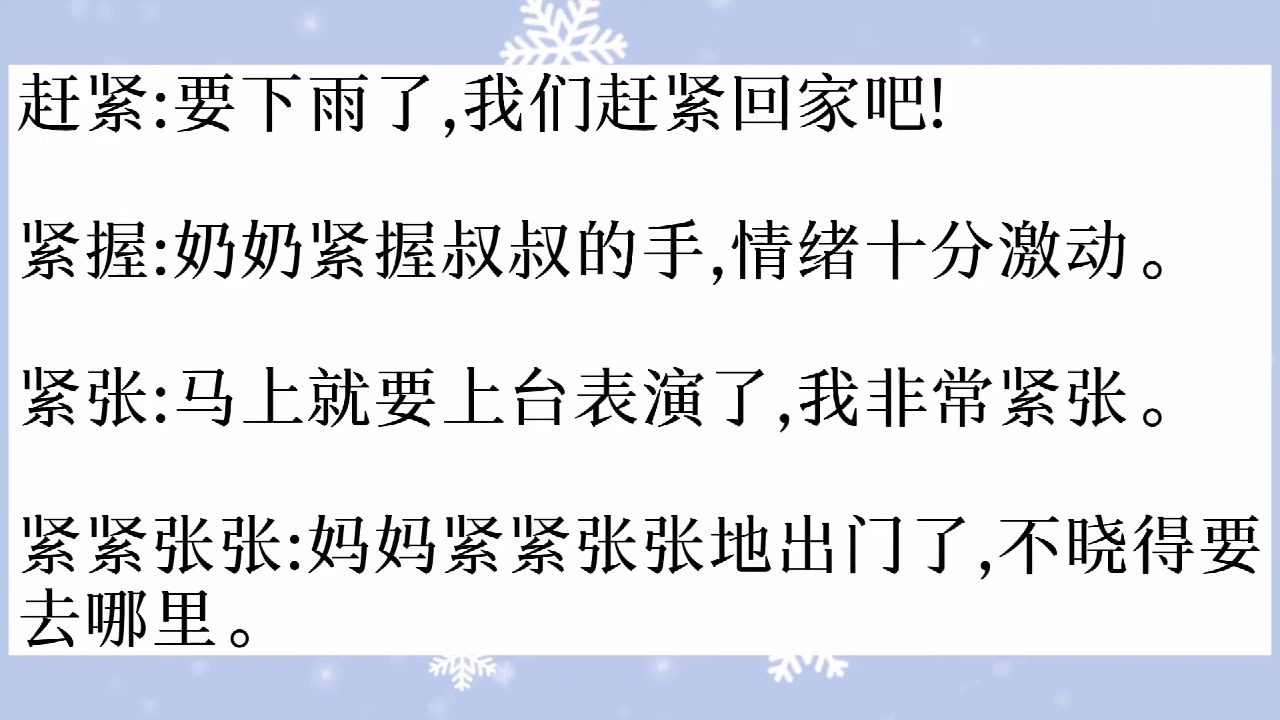 赶紧:要下雨了,我们赶紧回家吧!
紧握:奶奶紧握叔叔的手,情绪十分激动。
紧张:马上就要上台表演了,我非常紧张。
紧紧张张:妈妈紧紧张张地出门了,不晓得要
去哪里。